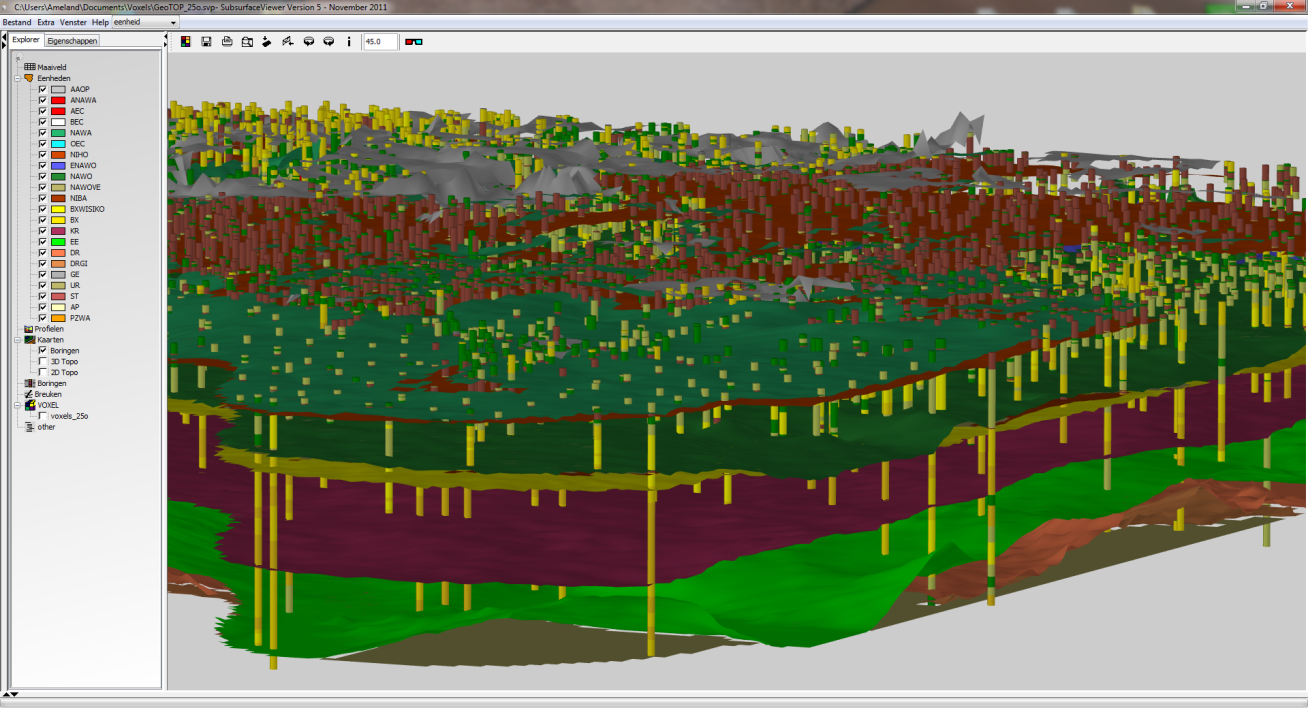 C:\Users\Ameland\Documents\Voxels\GeoTOP_25o.svp- SubsurfaceViewer Version 5 - November 2011
Bestand Extra Venster Help eenheid
Explorer Eigenschappen
45.0
Maaiveld
Eenheden
AAOP
ANAWA
AEC
BEC
NAWA
OEC
NIHO
ENAWO
NAWO
NAWOVE
NIBA
BXWISIKO
BX
KR
EE
DR
DRGI
GE
UR
ST
AP
PZWA
Profielen
Kaarten
Boringen
3D Topo
2D Topo
Boringen
Breuken
VOXEL
voxels_25o
other